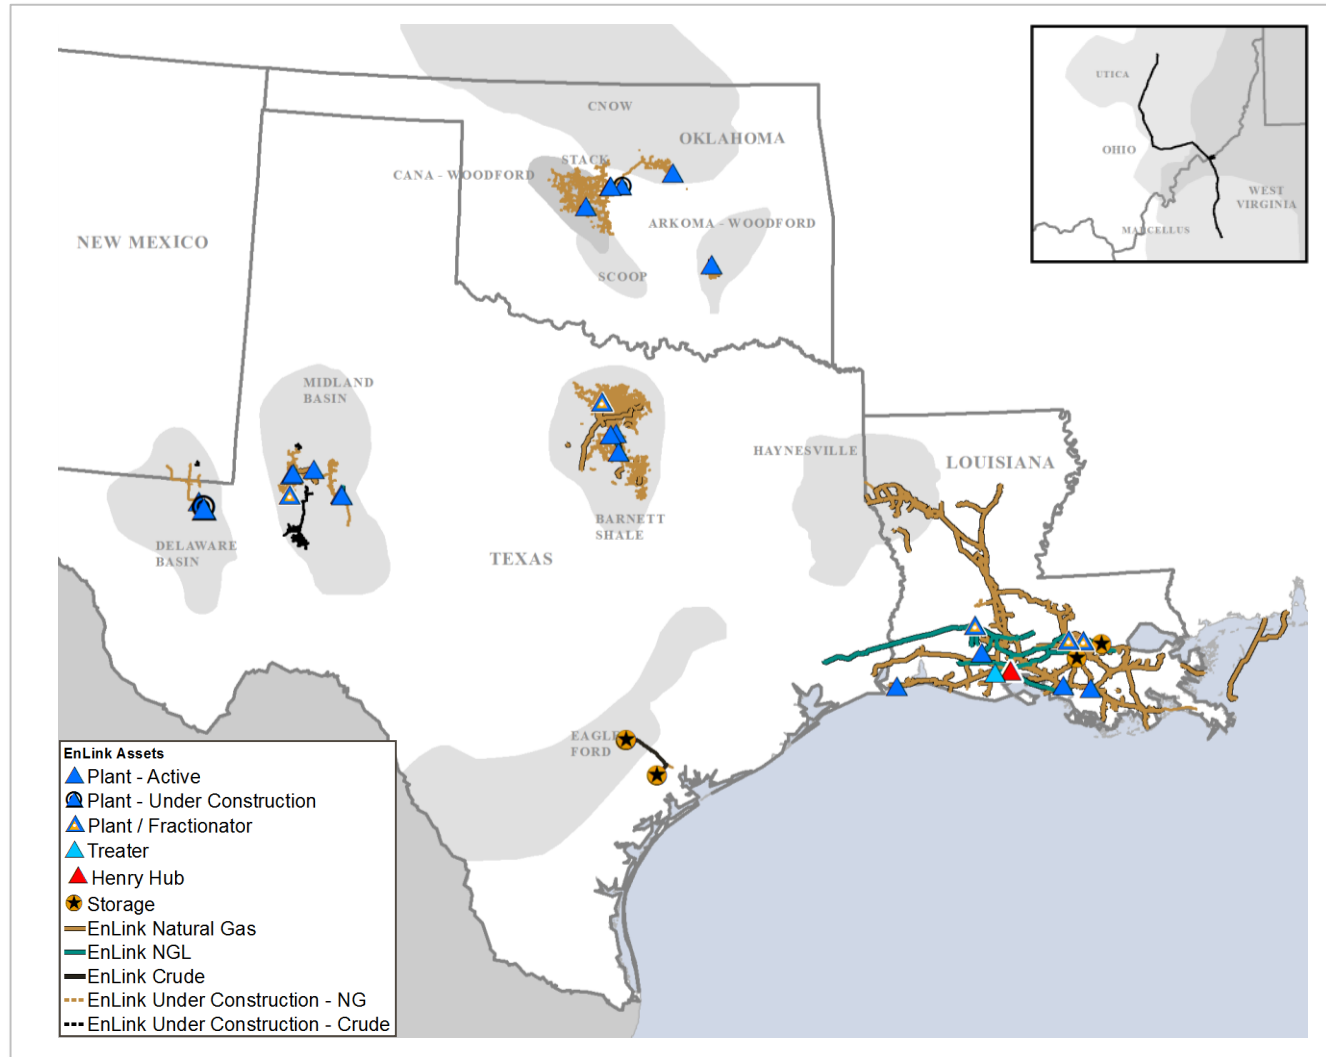 CNOW
OKLAHOMA
STACK
CANA - WOODFORD
ARKOMA - WOODFORD
SCOOP
NEW MEXICO
UTICA
OHIO
WEST
VIRGINIA
MARCELLUS
MIDLAND
BASIN
HAYNESVILLE
LOUISIANA
BARNETT
SHALE
DELAWARE
BASIN
TEXAS
EAGLE
FORD
EnLink Assets
Plant - Active
Plant - Under Construction
Plant / Fractionator
Treater
Henry Hub
Storage
EnLink Natural Gas
EnLink NGL
EnLink Crude
EnLink Under Construction - NG
EnLink Under Construction - Crude